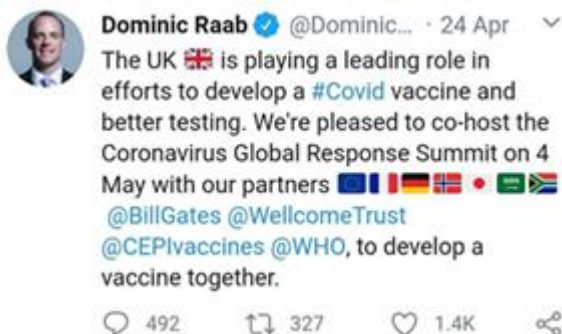 Dominic Raab @Dominic... · 24 Apr
The UK 🇬🇧 is playing a leading role in
efforts to develop a #Covid vaccine and
better testing. We're pleased to co-host the
Coronavirus Global Response Summit on 4
May with our partners 🇪🇺🇫🇷🇩🇪🇳🇴🇯🇵🇸🇦🇿🇦
@BillGates @WellcomeTrust
@CEPIvaccines @WHO, to develop a
vaccine together.
492 327 1.4K